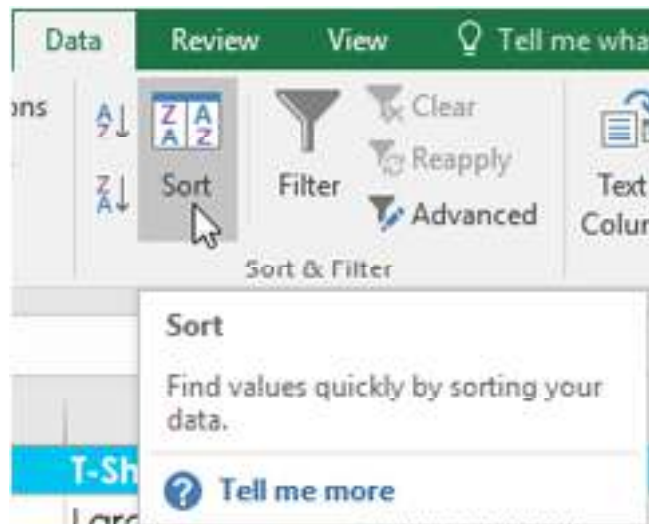 Data Review View Tell me wha
ons
Clear
Reapply
Advanced
Sort Filter
Text
Colur
Sort & Filter
Sort
Find values quickly by sorting your
data.
T-Sh
Tell me more